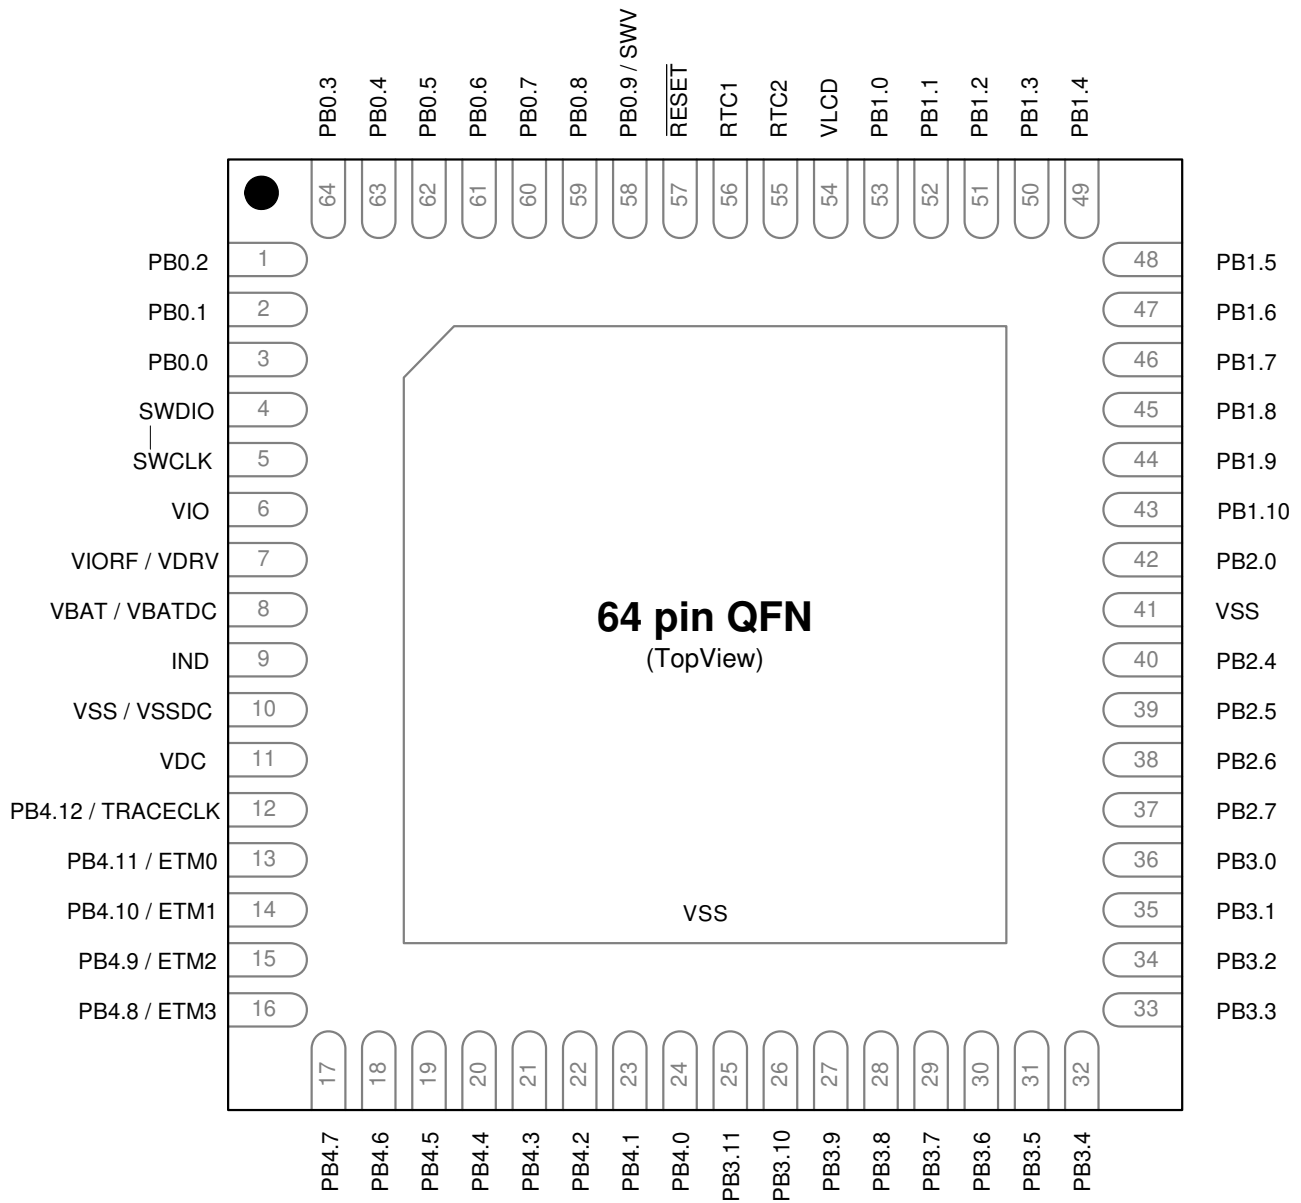 PB0.3
PB0.4
PB0.5
PB0.6
PB0.7
PB0.8
PB0.9 / SWV
RESET
RTC1
RTC2
VLCD
PB1.0
PB1.1
PB1.2
PB1.3
PB1.4
64
63
62
61
60
59
58
57
56
55
54
53
52
51
50
49
PB0.2 1
48 PB1.5
PB0.1 2
47 PB1.6
PB0.0 3
46 PB1.7
SWDIO 4
45 PB1.8
SWCLK 5
44 PB1.9
VIO 6
43 PB1.10
VIORF / VDRV 7
42 PB2.0
VBAT / VBATDC 8
41 VSS
IND 9
40 PB2.4
VSS / VSSDC 10
39 PB2.5
VDC 11
38 PB2.6
PB4.12 / TRACECLK 12
37 PB2.7
PB4.11 / ETM0 13
36 PB3.0
PB4.10 / ETM1 14
35 PB3.1
PB4.9 / ETM2 15
34 PB3.2
PB4.8 / ETM3 16
33 PB3.3
64 pin QFN
(TopView)
VSS
17
18
19
20
21
22
23
24
25
26
27
28
29
30
31
32
PB4.7
PB4.6
PB4.5
PB4.4
PB4.3
PB4.2
PB4.1
PB4.0
PB3.11
PB3.10
PB3.9
PB3.8
PB3.7
PB3.6
PB3.5
PB3.4